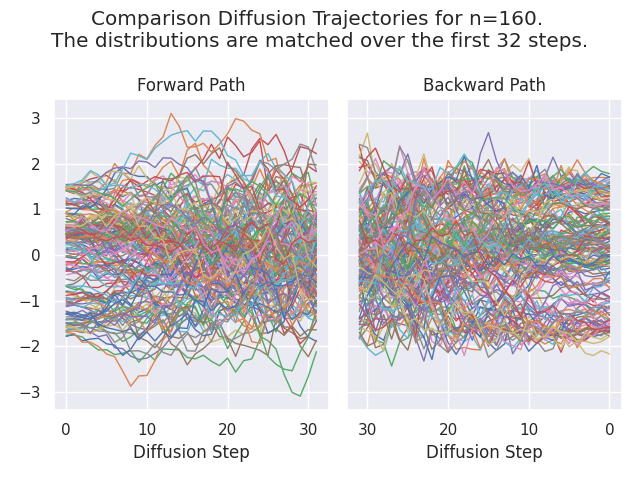 Comparison Diffusion Trajectories for n=160.
The distributions are matched over the first 32 steps.
Forward Path
Backward Path
3
2
1
0
−1
−2
−3
0 10 20 30
30 20 10 0
Diffusion Step
Diffusion Step